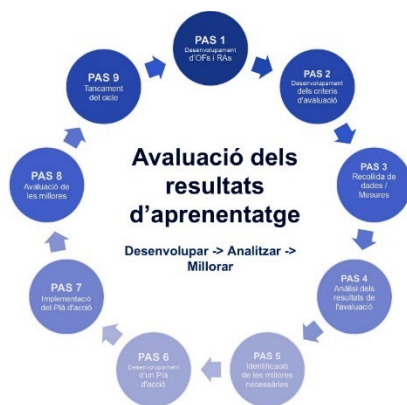 PAS 1
Desenvolupament
d'OFs i RAs
PAS 2
Desenvolupament
dels criteris
d'avaluació
PAS 3
Recollida de
dades /
Mesures
PAS 4
Anàlisi dels
resultats de
l'avaluació
PAS 5
Identificació
de les millores
necessàries
PAS 6
Desenvolupament
d'un Plà
d'acció
PAS 7
Implementació
del Plà d'acció
PAS 8
Avaluació de
les millores
PAS 9
Tancament
del cicle
Avaluació dels
resultats
d'aprenentatge
Desenvolupar -> Analitzar ->
Millorar